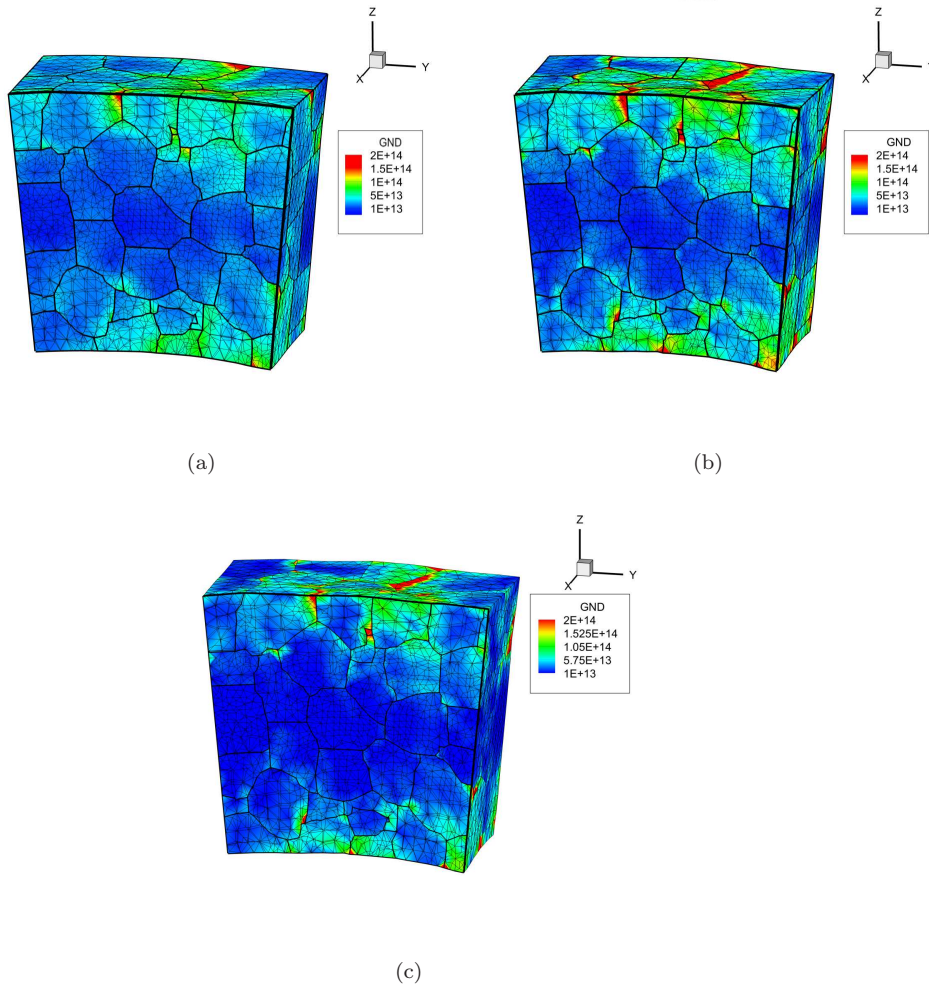 Z
Y
X
GND
2E+14
1.5E+14
1E+14
5E+13
1E+13
(a)
Z
Y
X
GND
2E+14
1.5E+14
1E+14
5E+13
1E+13
(b)
Z
Y
X
GND
2E+14
1.525E+14
1.05E+14
5.75E+13
1E+13
(c)